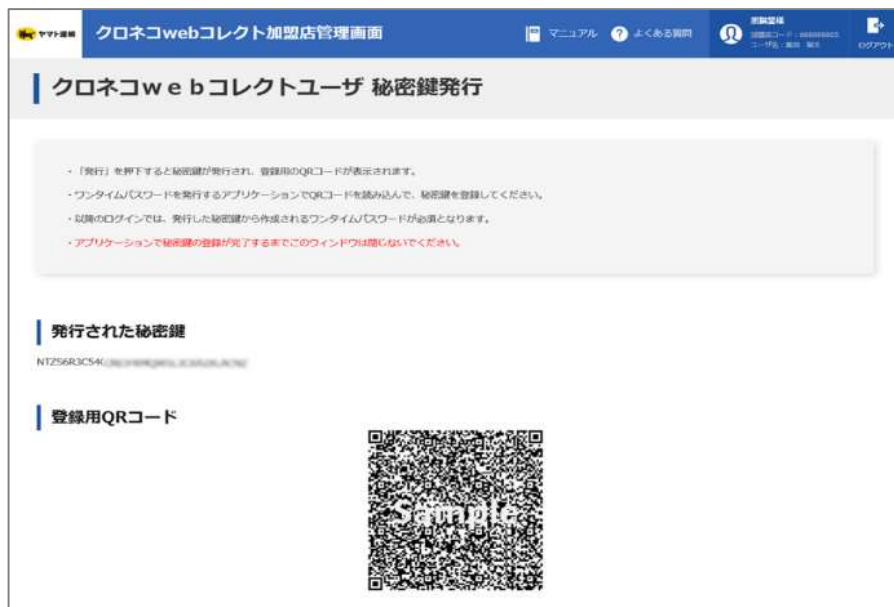 ヤマト運輸
クロネコwebコレクト加盟店管理画面
マニュアル
よくある質問
ログアウト
クロネコｗｅｂコレクトユーザ 秘密鍵発行
・「発行」を押下すると秘密鍵が発行され、登録用のQRコードが表示されます。
・ワンタイムパスワードを発行するアプリケーションでQRコードを読み込んで、秘密鍵を登録してください。
・以降のログインでは、発行した秘密鍵から作成されるワンタイムパスワードが必須となります。
・アプリケーションで秘密鍵の登録が完了するまでこのウィンドウは閉じないでください。
発行された秘密鍵
NTZS6R3C54
登録用QRコード
Sample